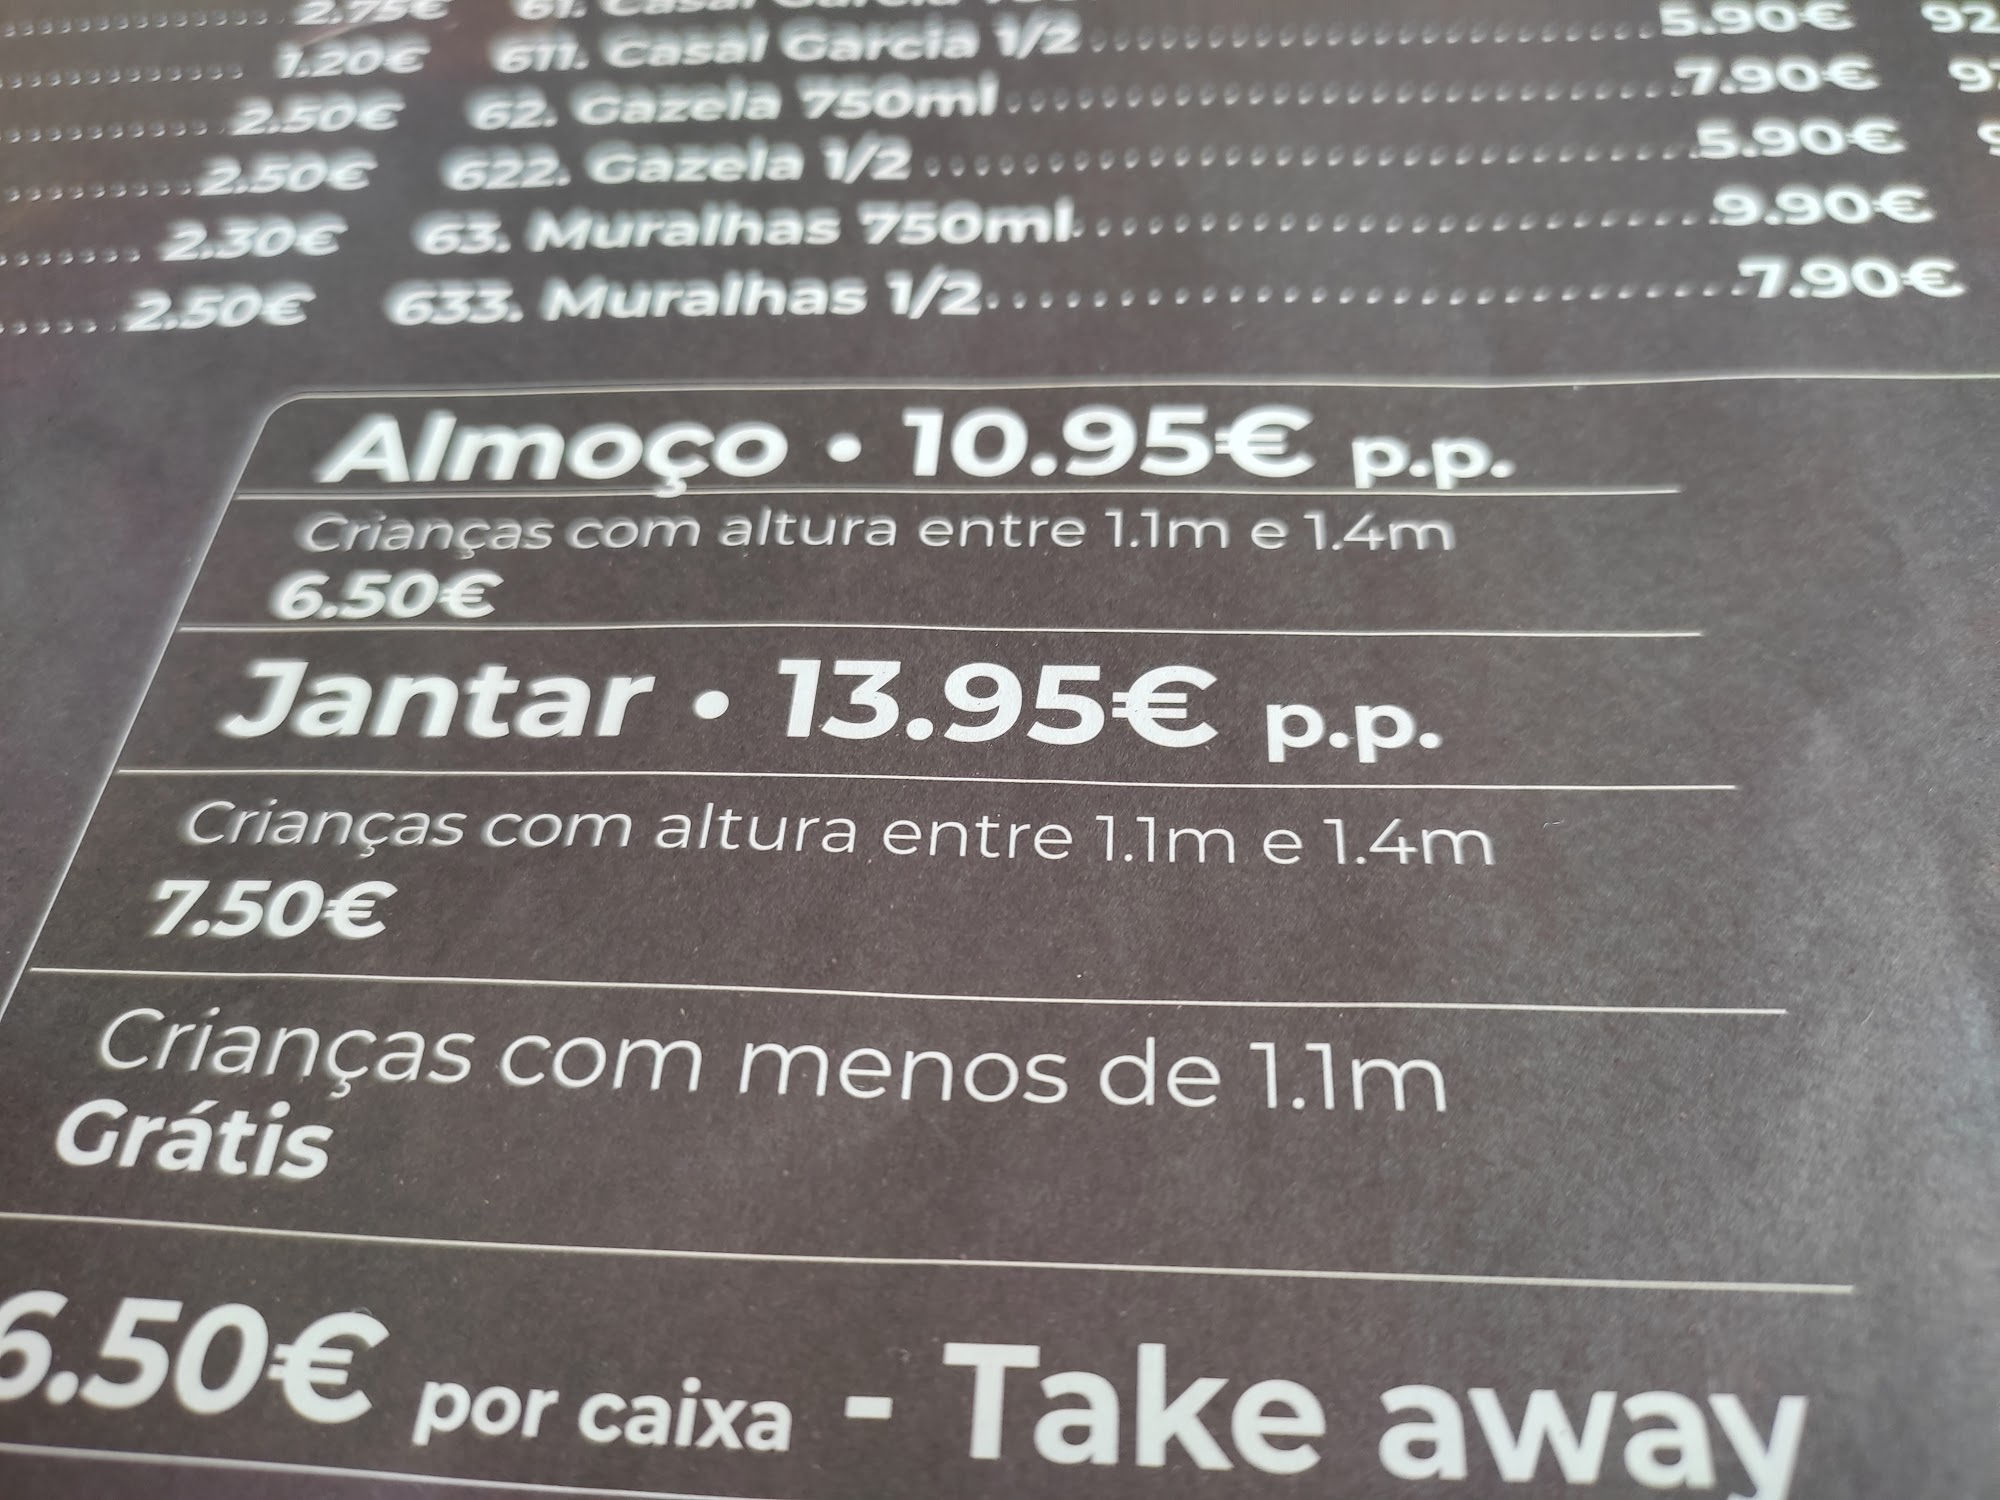 2.75€
1.20€
2.50€
2.50€
2.30€
2.50€
611. Casal Garcia 1/2 5.90€
62. Gazela 750ml 7.90€
622. Gazela 1/2 5.90€
63. Muralhas 750ml 9.90€
633. Muralhas 1/2 7.90€
Almoço • 10.95€ p.p.
Crianças com altura entre 1.1m e 1.4m
6.50€
Jantar • 13.95€ p.p.
Crianças com altura entre 1.1m e 1.4m
7.50€
Crianças com menos de 1.1m
Grátis
6.50€ por caixa - Take away